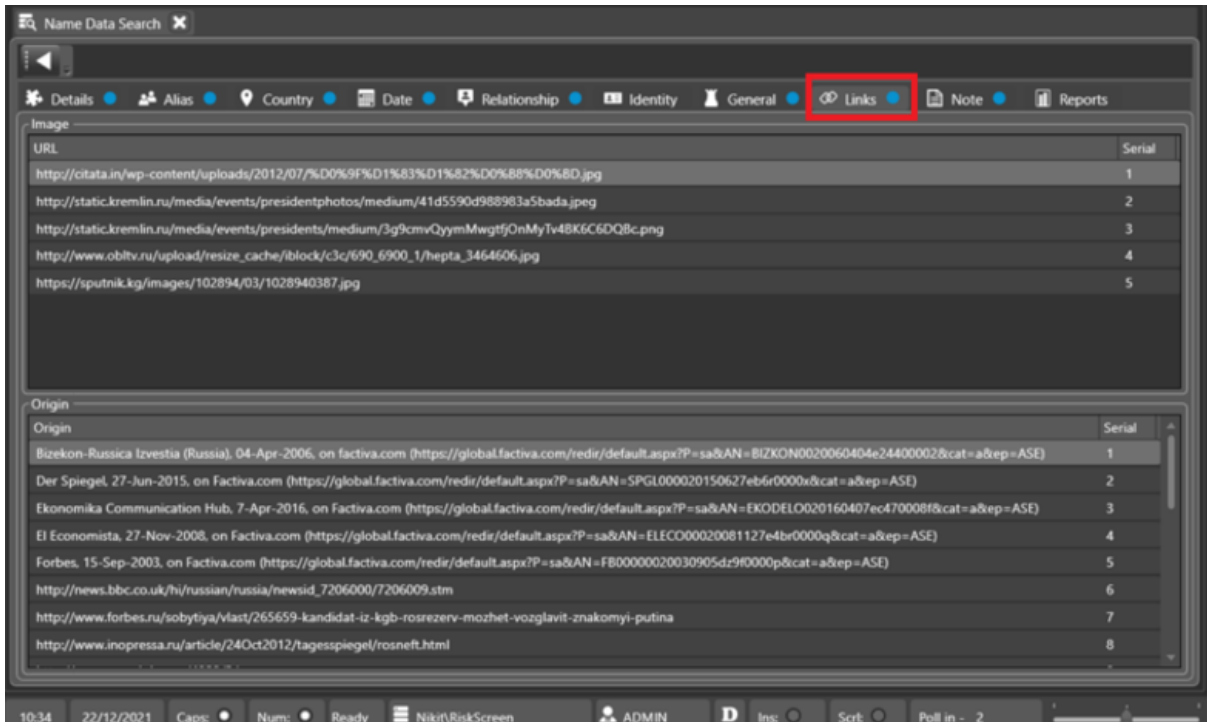 Name Data Search
Details Alias Country Date Relationship Identity General Links Note Reports
Image
URL Serial
http://citata.in/wp-content/uploads/2012/07/%D0%9F%D1%83%D1%82%D0%B8%D0%BD.jpg 1
http://static.kremlin.ru/media/events/presidentphotos/medium/41d5590d988983a5bada.jpeg 2
http://static.kremlin.ru/media/events/presidents/medium/3g9cmvQyymMwgtfjOnMyTv4BK6C6DQBc.png 3
http://www.obltv.ru/upload/resize_cache/iblock/c3c/690_6900_1/hepta_3464606.jpg 4
https://sputnik.kg/images/102894/03/1028940387.jpg 5
Origin
Origin Serial
Bizekon-Russica Izvestia (Russia), 04-Apr-2006, on factiva.com (https://global.factiva.com/redir/default.aspx?P=sa&AN=BIZKON0020060404e24400002&cat=a&ep=ASE) 1
Der Spiegel, 27-Jun-2015, on Factiva.com (https://global.factiva.com/redir/default.aspx?P=sa&AN=SPGL000020150627eb6r0000x&cat=a&ep=ASE) 2
Ekonomika Communication Hub, 7-Apr-2016, on Factiva.com (https://global.factiva.com/redir/default.aspx?P=sa&AN=EKODELO020160407ec470008f&cat=a&ep=ASE) 3
El Economista, 27-Nov-2008, on Factiva.com (https://global.factiva.com/redir/default.aspx?P=sa&AN=ELECO00020081127e4br0000q&cat=a&ep=ASE) 4
Forbes, 15-Sep-2003, on Factiva.com (https://global.factiva.com/redir/default.aspx?P=sa&AN=FB00000020030905dz9f0000p&cat=a&ep=ASE) 5
http://news.bbc.co.uk/hi/russian/russia/newsid_7206000/7206009.stm 6
http://www.forbes.ru/sobytiya/vlast/265659-kandidat-iz-kgb-rosrezerv-mozhet-vozglavit-znakomyi-putina 7
http://www.inopressa.ru/article/24Oct2012/tagesspiegel/rosneft.html 8
10:34 22/12/2021 Caps: Num: Ready Nikit\RiskScreen ADMIN D Ins: Scrl: Poll in - 2